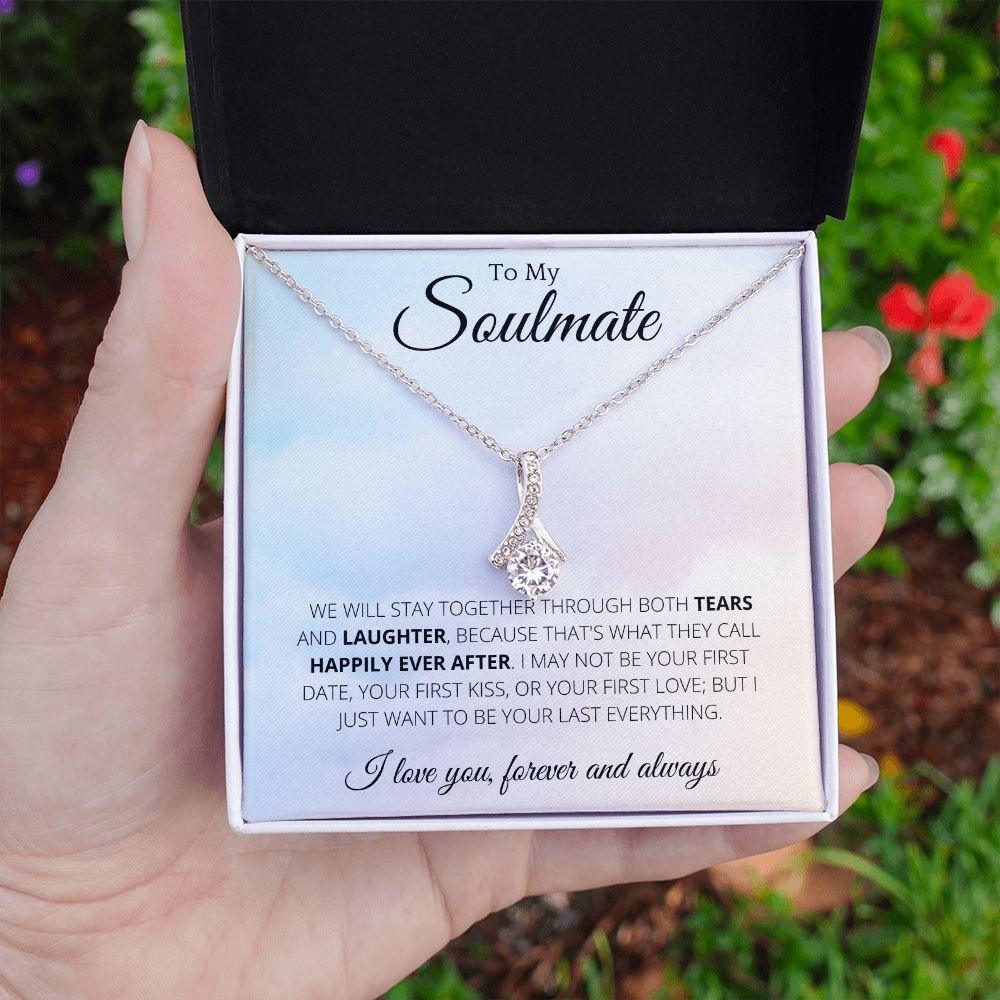 To My
Soulmate
WE WILL STAY TOGETHER THROUGH BOTH TEARS
AND LAUGHTER, BECAUSE THAT'S WHAT THEY CALL
HAPPILY EVER AFTER. I MAY NOT BE YOUR FIRST
DATE, YOUR FIRST KISS, OR YOUR FIRST LOVE; BUT I
JUST WANT TO BE YOUR LAST EVERYTHING.
I love you, forever and always